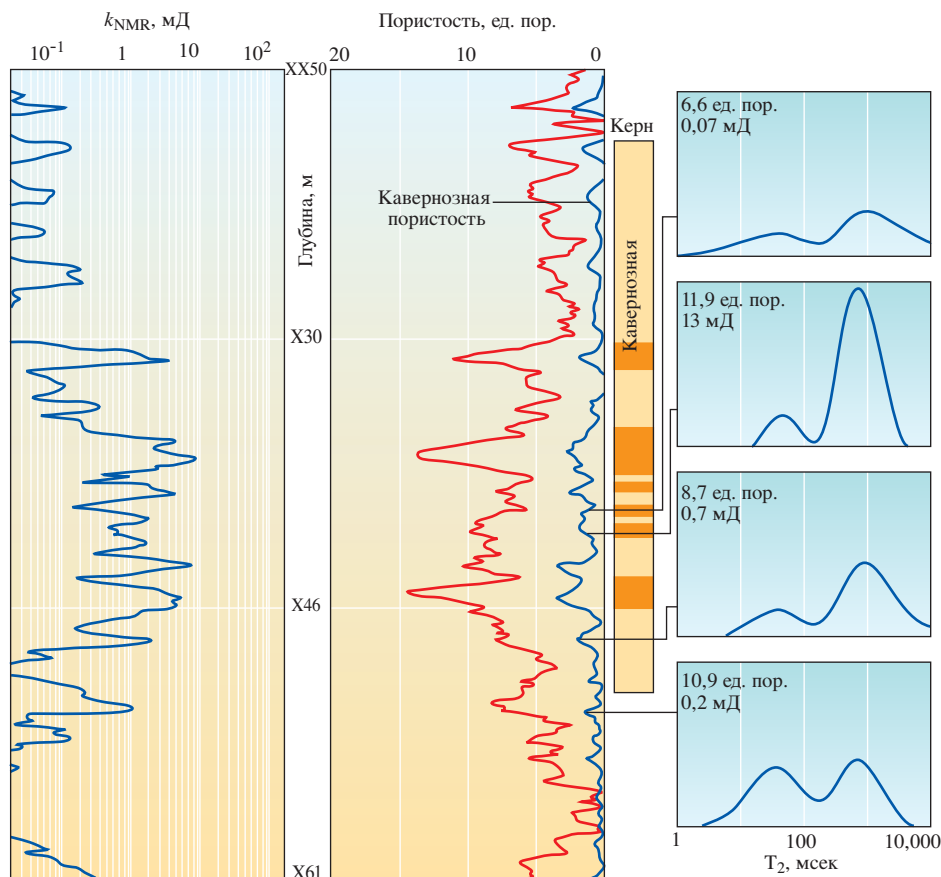 kNMR, мД
10⁻¹ 1 10 10²
Пористость, ед. пор.
20 10 0
XX50
Глубина, м
X30
X46
X61
Кавернозная
пористость
Керн
Кавернозная
6,6 ед. пор.
0,07 мД
11,9 ед. пор.
13 мД
8,7 ед. пор.
0,7 мД
10,9 ед. пор.
0,2 мД
1 100 10,000
T₂, мсек